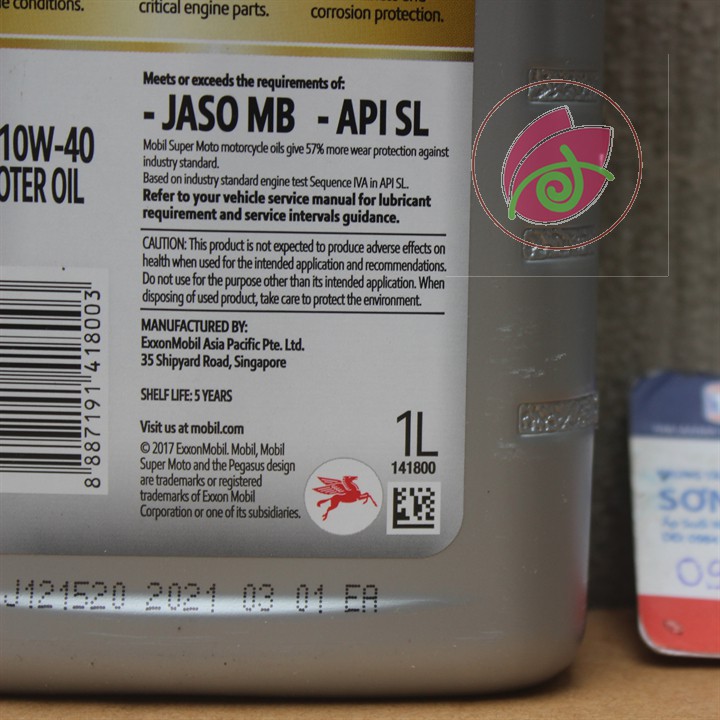 e conditions.
critical engine parts.
corrosion protection.
Meets or exceeds the requirements of:
- JASO MB - API SL
Mobil Super Moto motorcycle oils give 57% more wear protection against
industry standard.
Based on industry standard engine test Sequence IVA in API SL.
Refer to your vehicle service manual for lubricant
requirement and service intervals guidance.
10W-40
OTER OIL
CAUTION: This product is not expected to produce adverse effects on
health when used for the intended application and recommendations.
Do not use for the purpose other than its intended application. When
disposing of used product, take care to protect the environment.
MANUFACTURED BY:
ExxonMobil Asia Pacific Pte. Ltd.
35 Shipyard Road, Singapore
SHELF LIFE: 5 YEARS
Visit us at mobil.com
© 2017 ExxonMobil. Mobil, Mobil
Super Moto and the Pegasus design
are trademarks or registered
trademarks of Exxon Mobil
Corporation or one of its subsidiaries.
1L
141800
8 887191 418003
J121520 2021 03 01 EA
SƠN
09